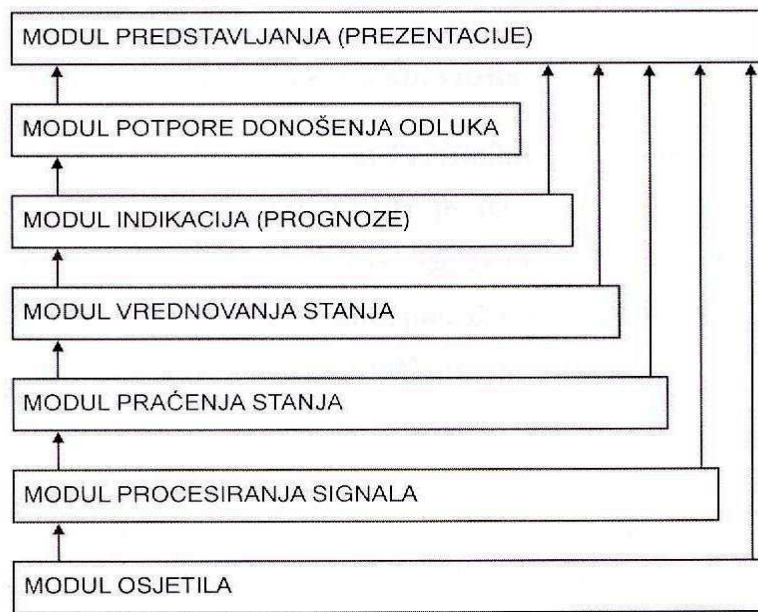 MODUL PREDSTAVLJANJA (PREZENTACIJE)
MODUL POTPORE DONOŠENJA ODLUKA
MODUL INDIKACIJA (PROGNOZE)
MODUL VREDNOVANJA STANJA
MODUL PRAĆENJA STANJA
MODUL PROCESIRANJA SIGNALA
MODUL OSJETILA